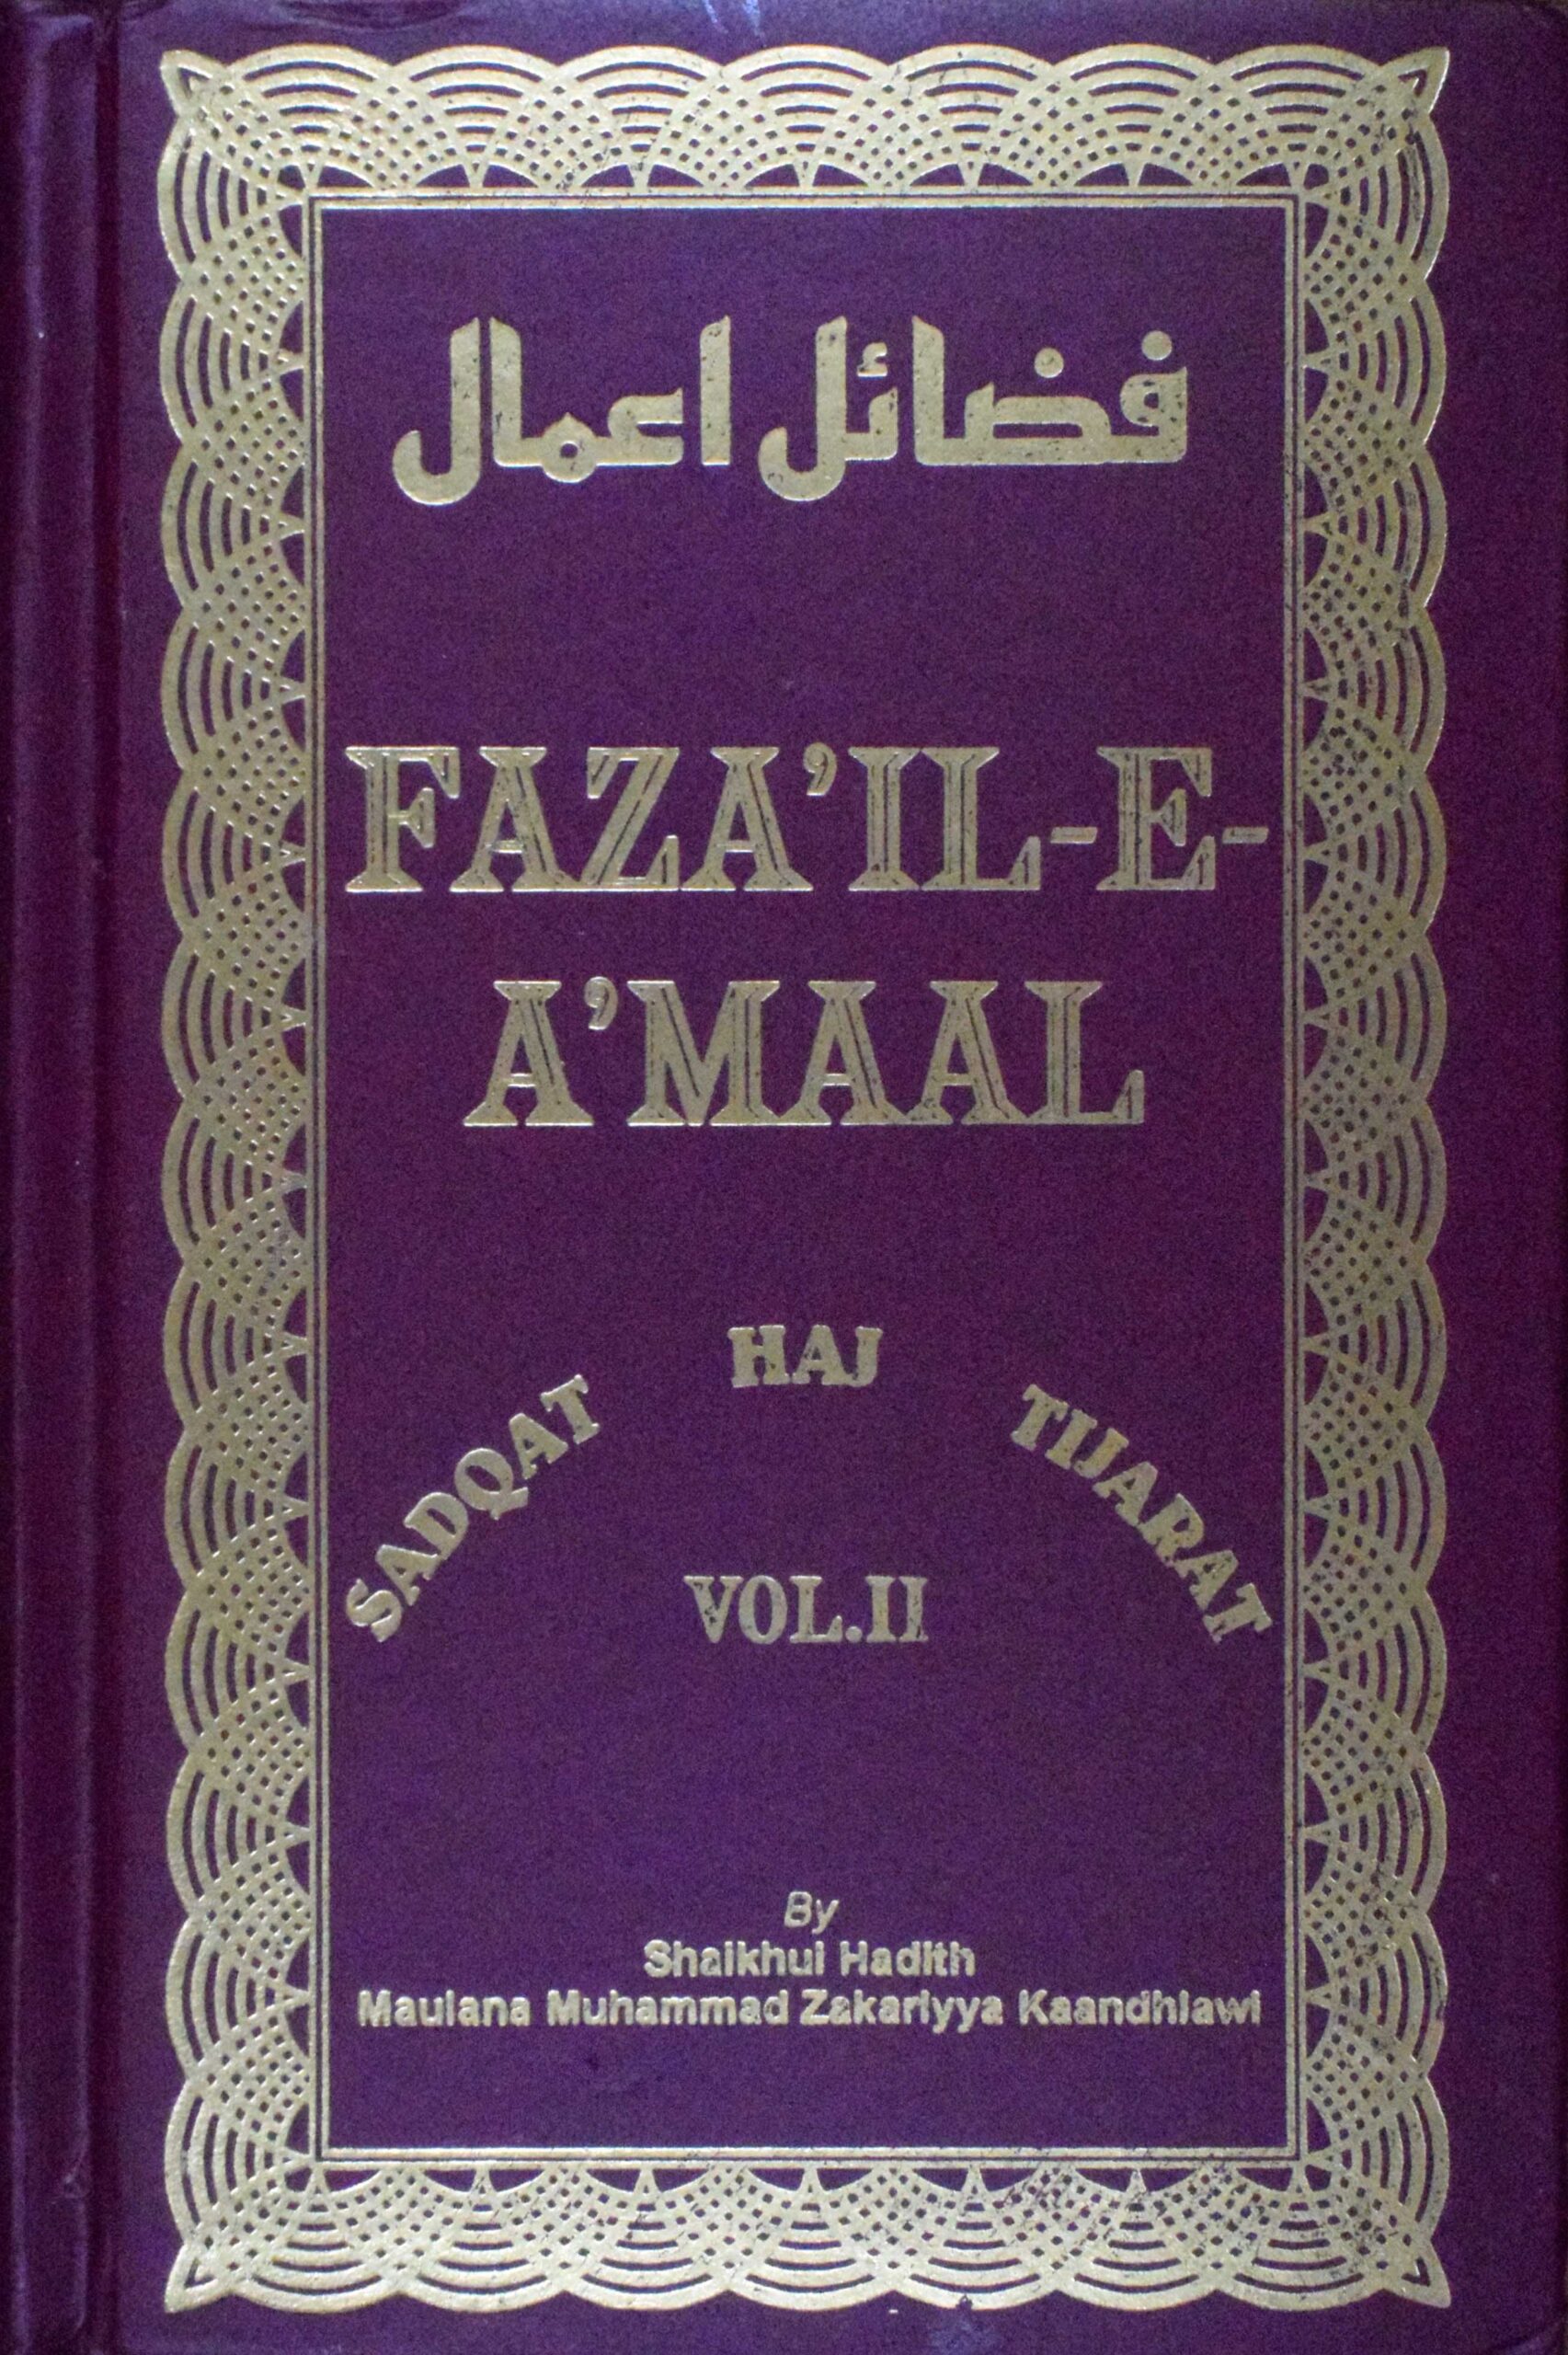 فضائل اعمال
FAZA’IL-E-
A’MAAL
SADQAT HAJ TIJARAT
VOL.II
By
Shaikhul Hadith
Maulana Muhammad Zakariyya Kaandhlawi